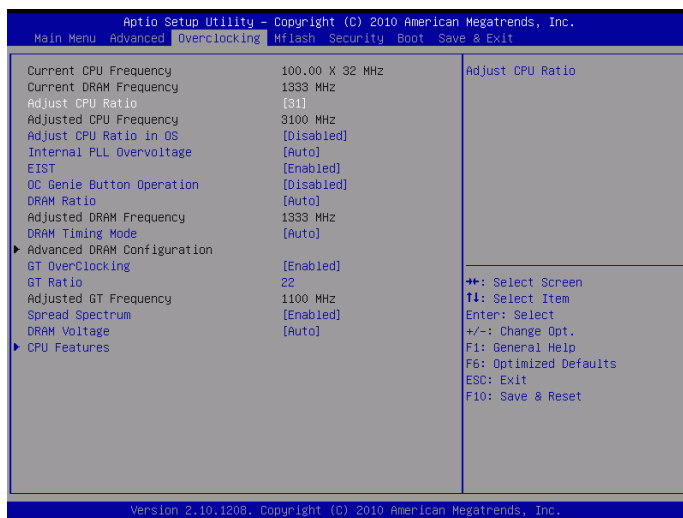 Aptio Setup Utility – Copyright (C) 2010 American Megatrends, Inc.
Main Menu Advanced Overclocking Mflash Security Boot Save & Exit
Current CPU Frequency 100.00 X 32 MHz
Current DRAM Frequency 1333 MHz
Adjust CPU Ratio [31]
Adjusted CPU Frequency 3100 MHz
Adjust CPU Ratio in OS [Disabled]
Internal PLL Overvoltage [Auto]
EIST [Enabled]
OC Genie Button Operation [Disabled]
DRAM Ratio [Auto]
Adjusted DRAM Frequency 1333 MHz
DRAM Timing Mode [Auto]
▶ Advanced DRAM Configuration
GT OverClocking [Enabled]
GT Ratio 22
Adjusted GT Frequency 1100 MHz
Spread Spectrum [Enabled]
DRAM Voltage [Auto]
▶ CPU Features
Adjust CPU Ratio
→←: Select Screen
↑↓: Select Item
Enter: Select
+/-: Change Opt.
F1: General Help
F6: Optimized Defaults
ESC: Exit
F10: Save & Reset
Version 2.10.1208. Copyright (C) 2010 American Megatrends, Inc.